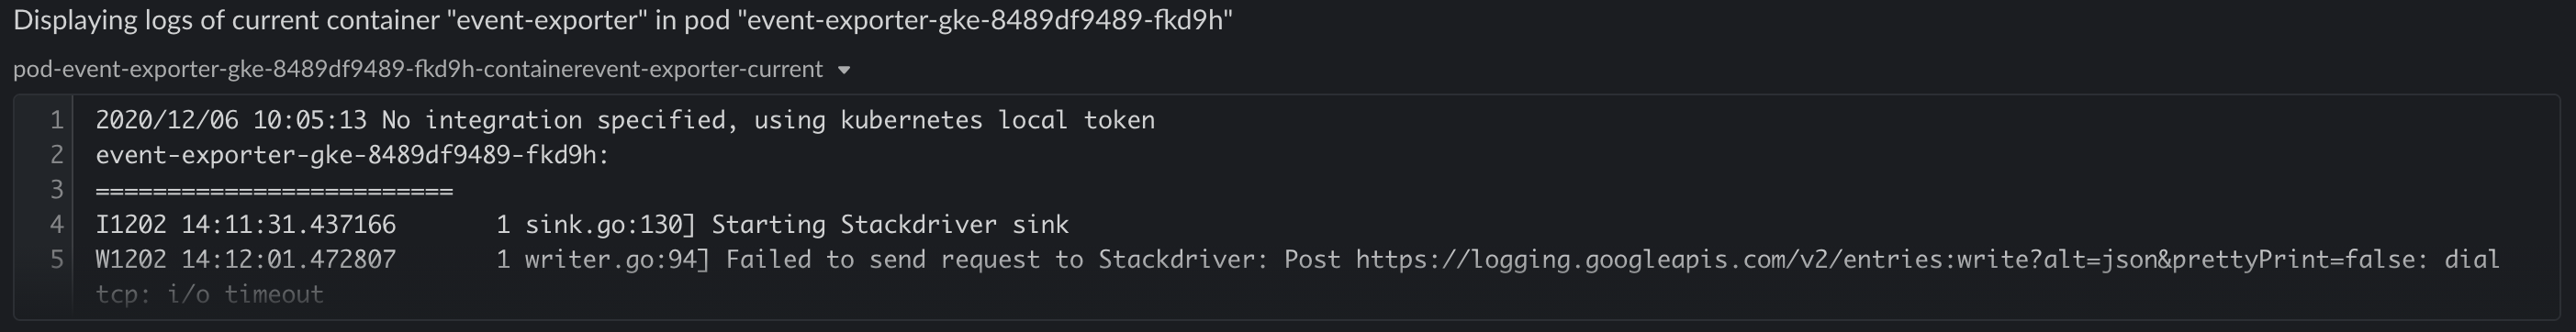 Displaying logs of current container "event-exporter" in pod "event-exporter-gke-8489df9489-fkd9h"
pod-event-exporter-gke-8489df9489-fkd9h-containerevent-exporter-current
1 2020/12/06 10:05:13 No integration specified, using kubernetes local token
2 event-exporter-gke-8489df9489-fkd9h:
3 =========================
4 I1202 14:11:31.437166       1 sink.go:130] Starting Stackdriver sink
5 W1202 14:12:01.472807       1 writer.go:94] Failed to send request to Stackdriver: Post https://logging.googleapis.com/v2/entries:write?alt=json&prettyPrint=false: dial
tcp: i/o timeout